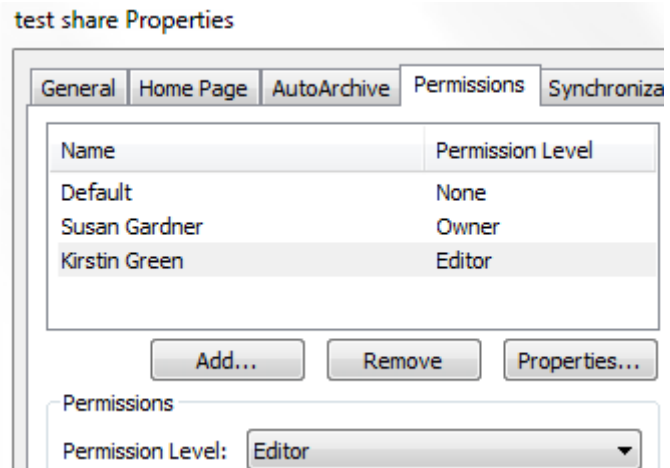 test share Properties
General Home Page AutoArchive Permissions Synchroniza
Name Permission Level
Default None
Susan Gardner Owner
Kirstin Green Editor
Add... Remove Properties...
Permissions
Permission Level: Editor